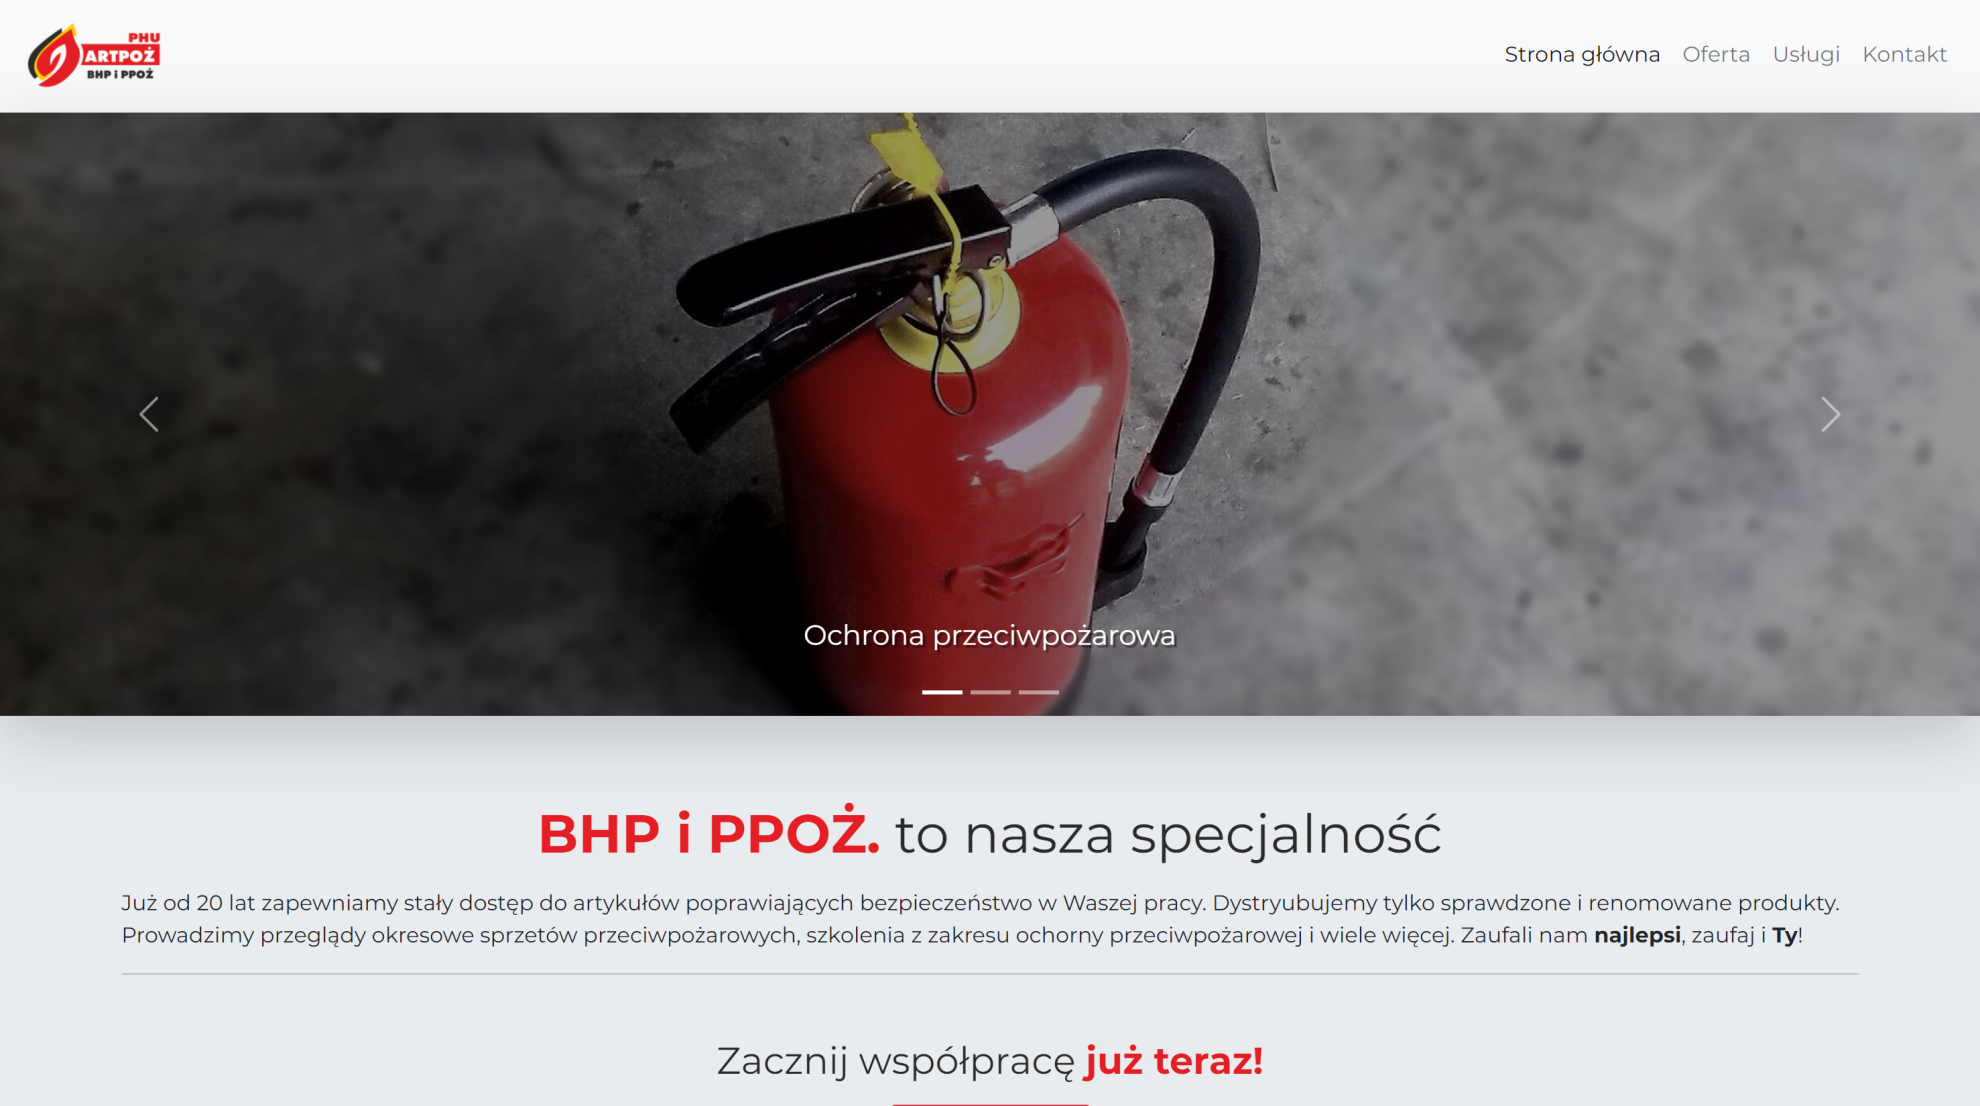 PHU
ARTPOŻ
BHP i PPOŻ
Strona główna Oferta Usługi Kontakt
Ochrona przeciwpożarowa
BHP i PPOŻ. to nasza specjalność
Już od 20 lat zapewniamy stały dostęp do artykułów poprawiających bezpieczeństwo w Waszej pracy. Dystryubujemy tylko sprawdzone i renomowane produkty.
Prowadzimy przeglądy okresowe sprzetów przeciwpożarowych, szkolenia z zakresu ochorny przeciwpożarowej i wiele więcej. Zaufali nam najlepsi, zaufaj i Ty!
Zacznij współpracę już teraz!